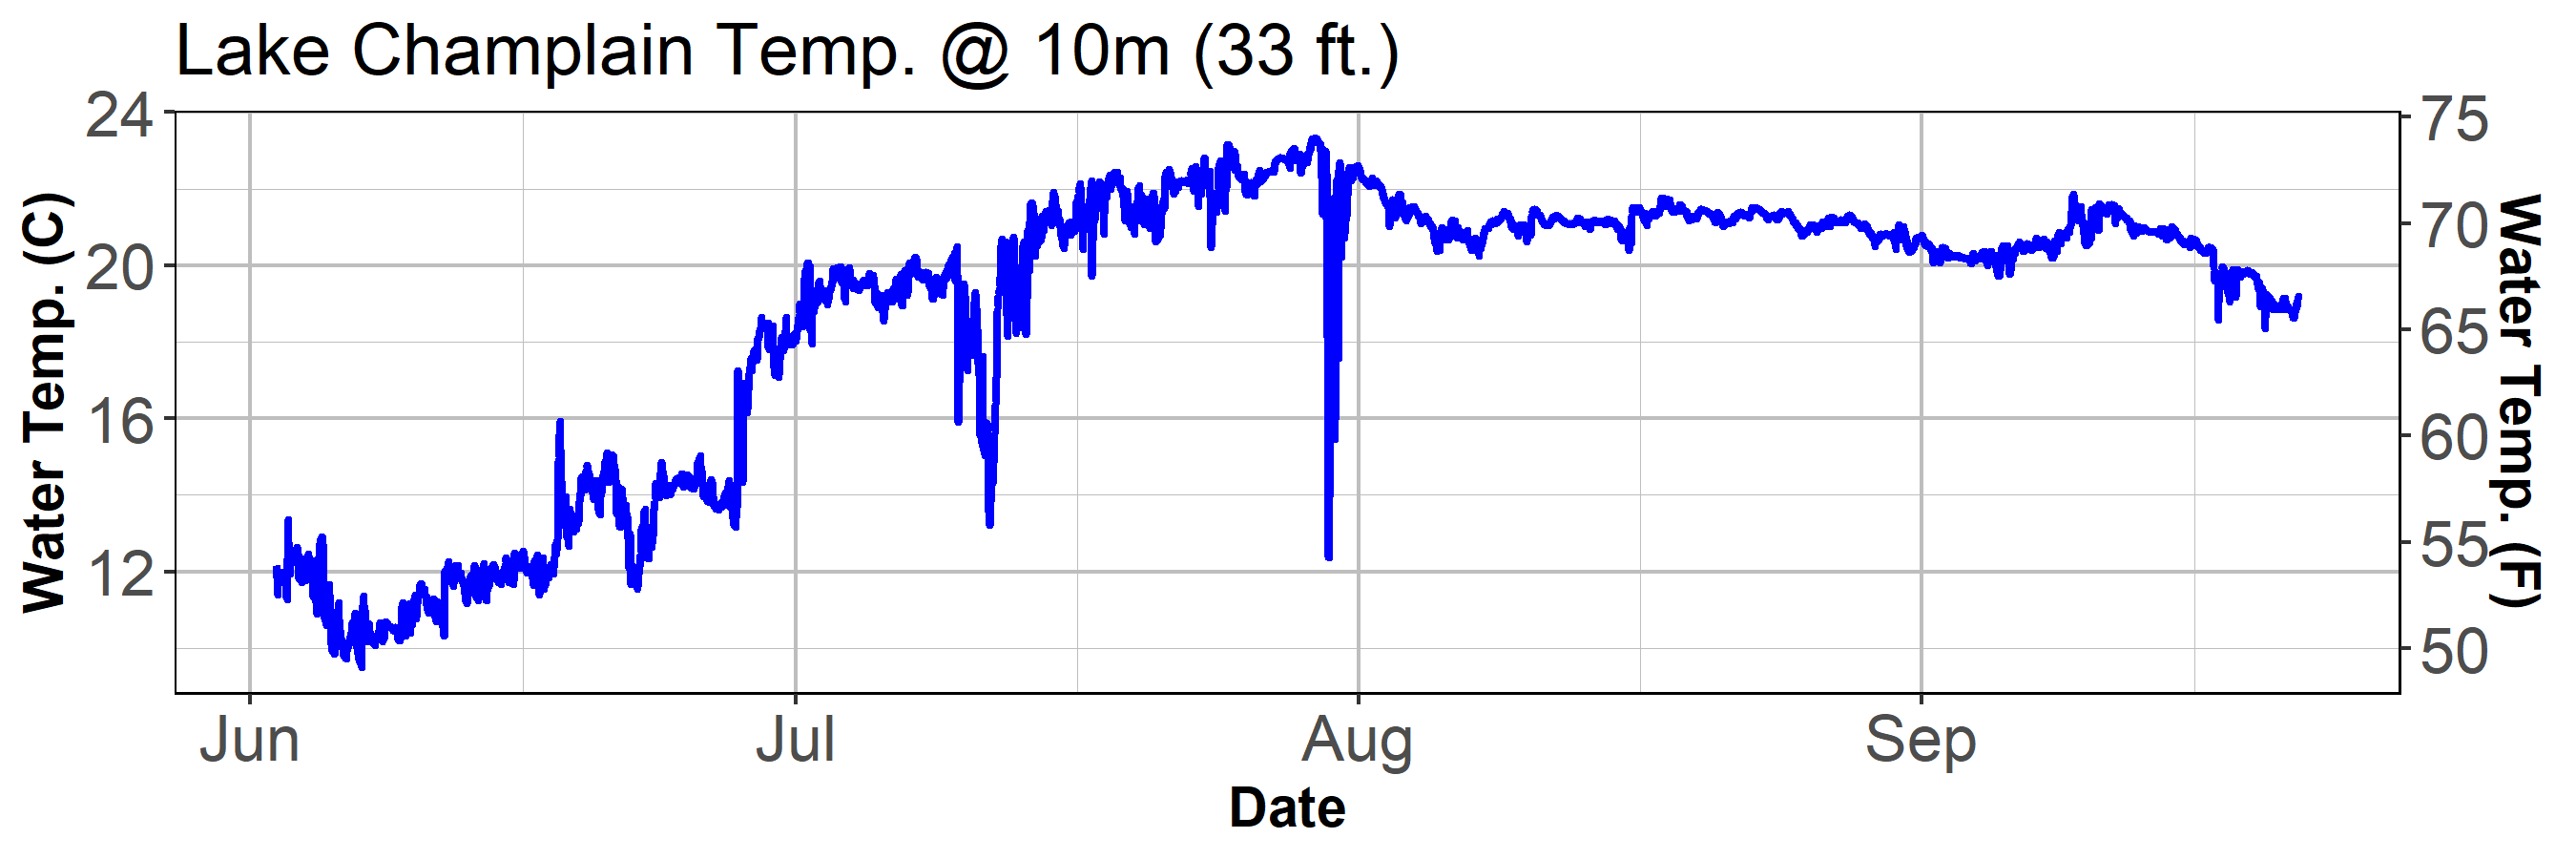 Lake Champlain Temp. @ 10m (33 ft.)
24
20
16
12
Water Temp. (C)
75
70
65
60
55
50
Water Temp. (F)
Jun Jul Aug Sep
Date